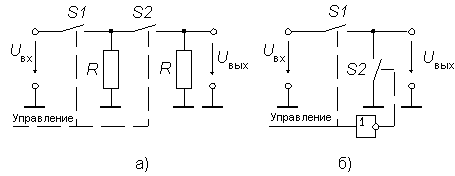 S1 S2 S1
Uвх R R Uвых Uвх S2 Uвых
Управление Управление 1
а) б)